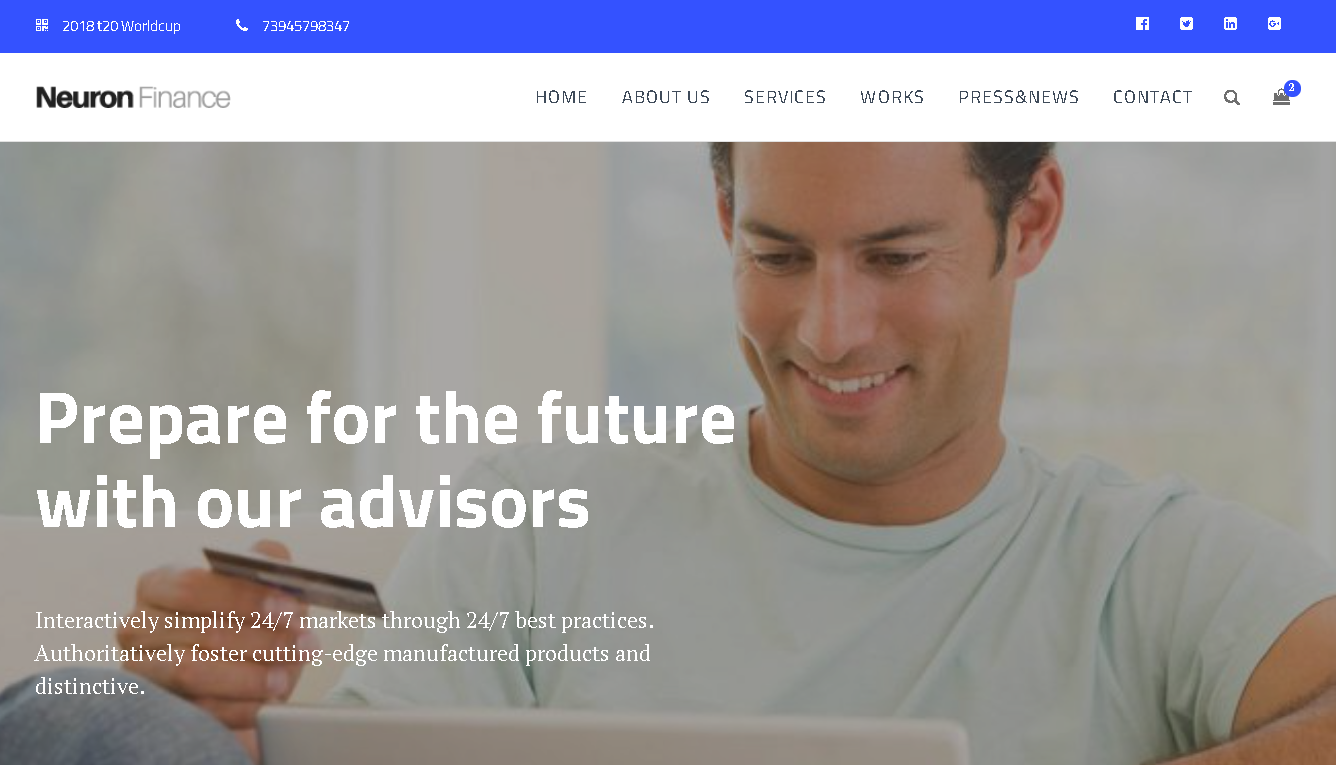 2018 t20 Worldcup
73945798347
Neuron Finance
HOME
ABOUT US
SERVICES
WORKS
PRESS&NEWS
CONTACT
2
Prepare for the future
with our advisors
Interactively simplify 24/7 markets through 24/7 best practices.
Authoritatively foster cutting-edge manufactured products and
distinctive.